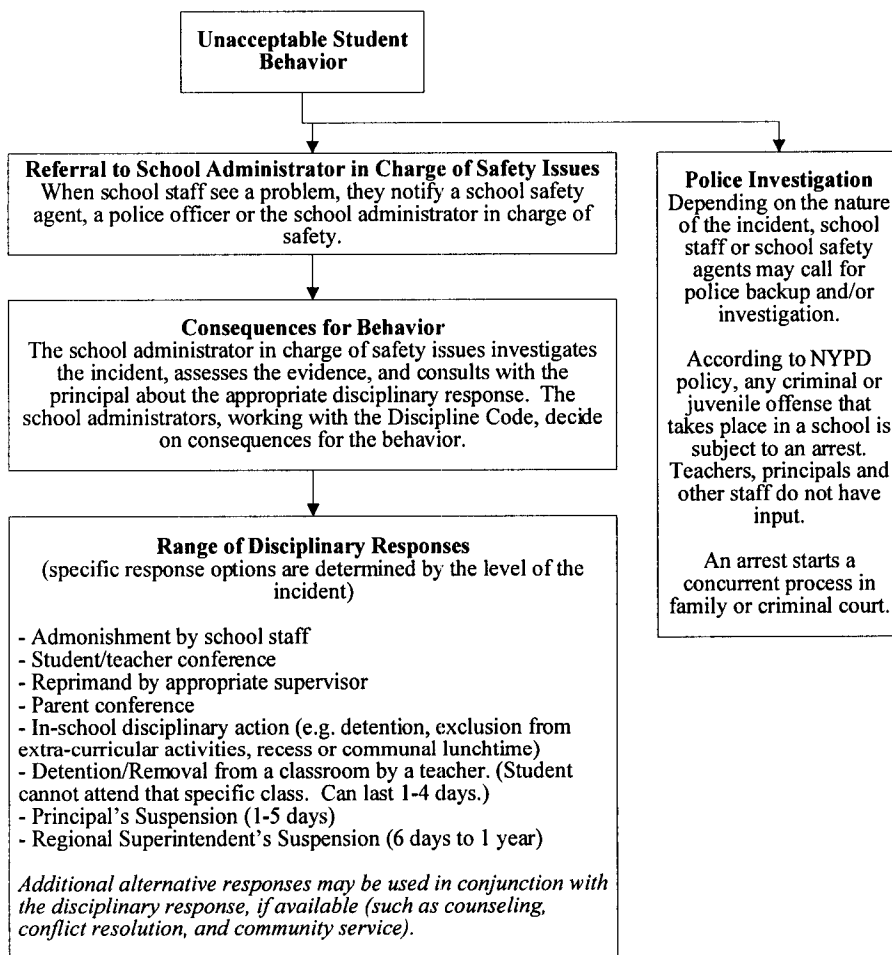 Unacceptable Student
Behavior
Referral to School Administrator in Charge of Safety Issues
When school staff see a problem, they notify a school safety
agent, a police officer or the school administrator in charge of
safety.
Consequences for Behavior
The school administrator in charge of safety issues investigates
the incident, assesses the evidence, and consults with the
principal about the appropriate disciplinary response. The
school administrators, working with the Discipline Code, decide
on consequences for the behavior.
Range of Disciplinary Responses
(specific response options are determined by the level of the
incident)
- Admonishment by school staff
- Student/teacher conference
- Reprimand by appropriate supervisor
- Parent conference
- In-school disciplinary action (e.g. detention, exclusion from
extra-curricular activities, recess or communal lunchtime)
- Detention/Removal from a classroom by a teacher. (Student
cannot attend that specific class. Can last 1-4 days.)
- Principal's Suspension (1-5 days)
- Regional Superintendent's Suspension (6 days to 1 year)
Additional alternative responses may be used in conjunction with
the disciplinary response, if available (such as counseling,
conflict resolution, and community service).
Police Investigation
Depending on the nature
of the incident, school
staff or school safety
agents may call for
police backup and/or
investigation.
According to NYPD
policy, any criminal or
juvenile offense that
takes place in a school is
subject to an arrest.
Teachers, principals and
other staff do not have
input.
An arrest starts a
concurrent process in
family or criminal court.